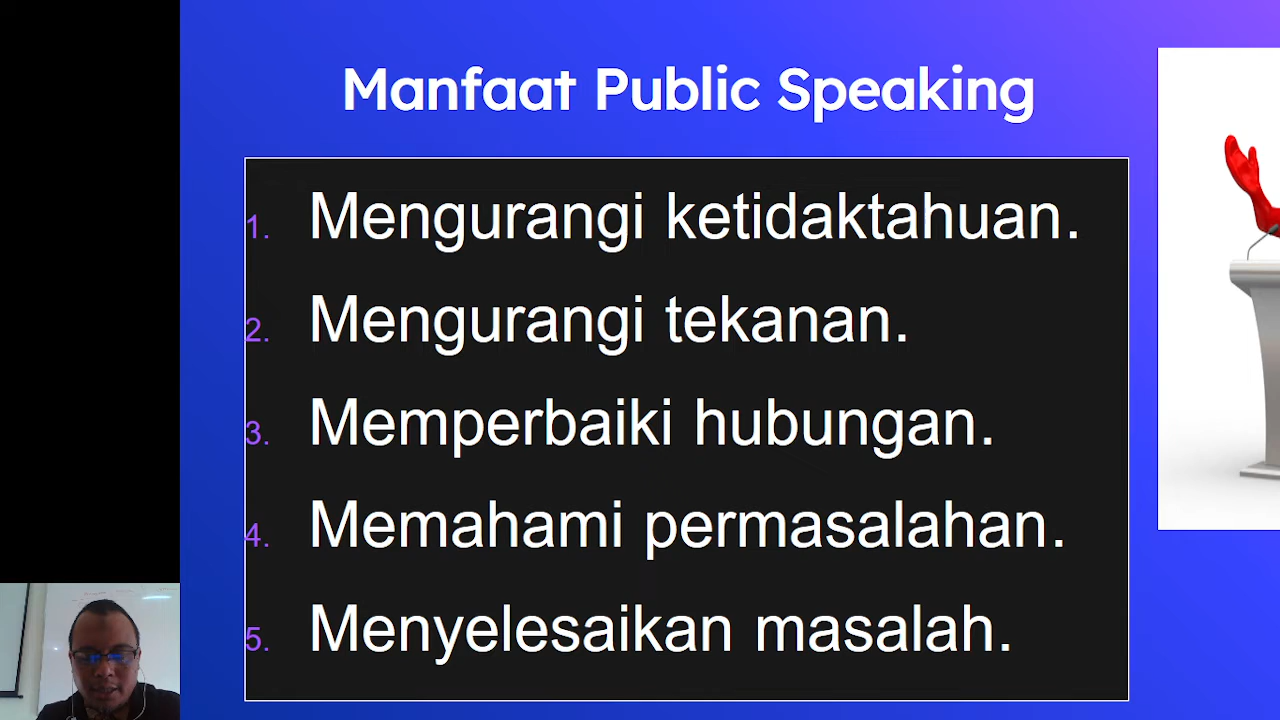 Manfaat Public Speaking
1. Mengurangi ketidaktahuan.
2. Mengurangi tekanan.
3. Memperbaiki hubungan.
4. Memahami permasalahan.
5. Menyelesaikan masalah.